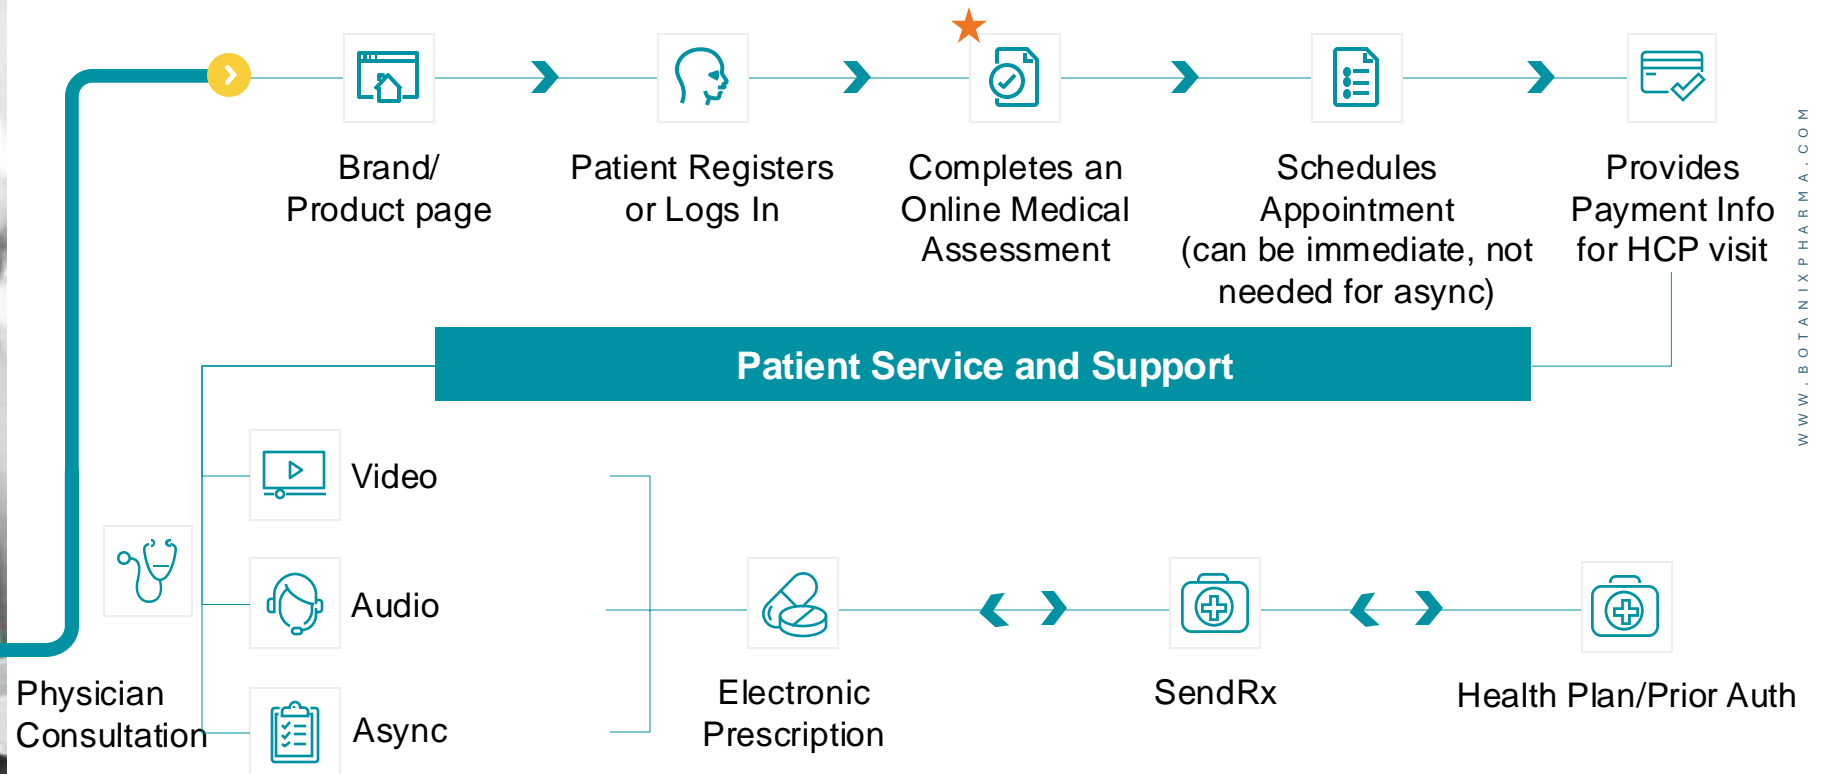 Brand/
Product page
Patient Registers
or Logs In
Completes an
Online Medical
Assessment
Schedules
Appointment
(can be immediate, not
needed for async)
Provides
Payment Info
for HCP visit
WWW.BOTANIXPHARMA.COM
Patient Service and Support
Video
Audio
Async
Physician
Consultation
Electronic
Prescription
SendRx
Health Plan/Prior Auth